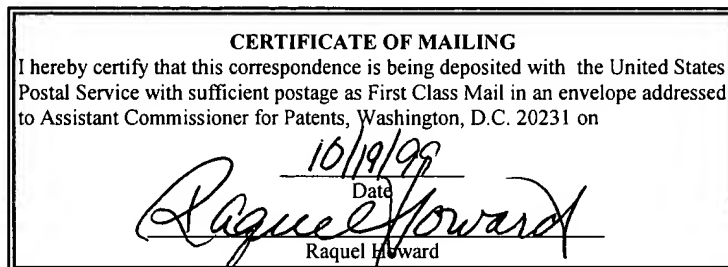 CERTIFICATE OF MAILING
I hereby certify that this correspondence is being deposited with the United States
Postal Service with sufficient postage as First Class Mail in an envelope addressed
to Assistant Commissioner for Patents, Washington, D.C. 20231 on
10/19/99
Date
Raquel Howard
Raquel Howard